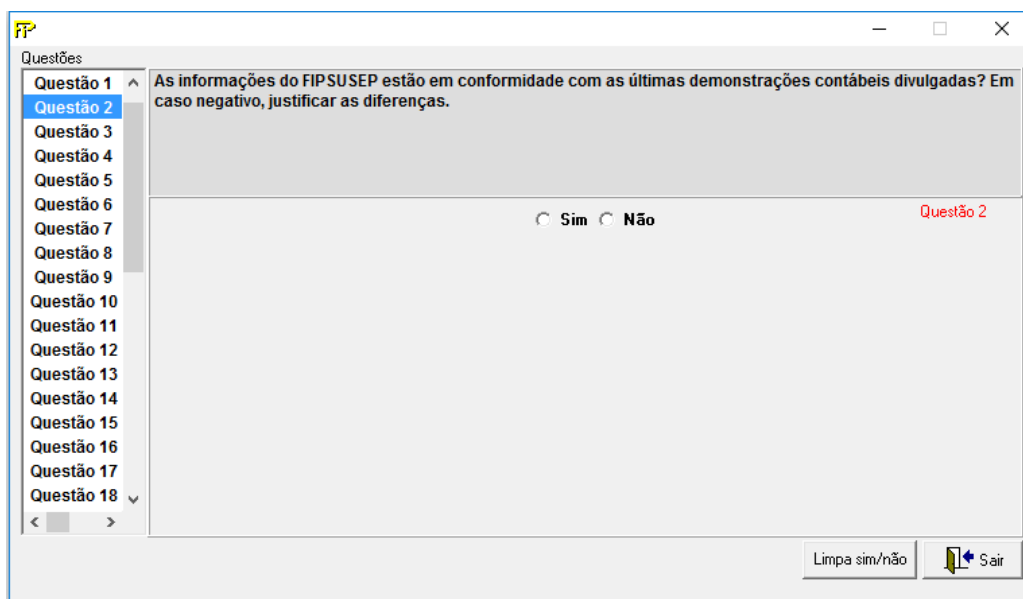 FIP
Questões
Questão 1
Questão 2
Questão 3
Questão 4
Questão 5
Questão 6
Questão 7
Questão 8
Questão 9
Questão 10
Questão 11
Questão 12
Questão 13
Questão 14
Questão 15
Questão 16
Questão 17
Questão 18
As informações do FIPSUSEP estão em conformidade com as últimas demonstrações contábeis divulgadas? Em
caso negativo, justificar as diferenças.
Sim Não
Questão 2
Limpa sim/não
Sair